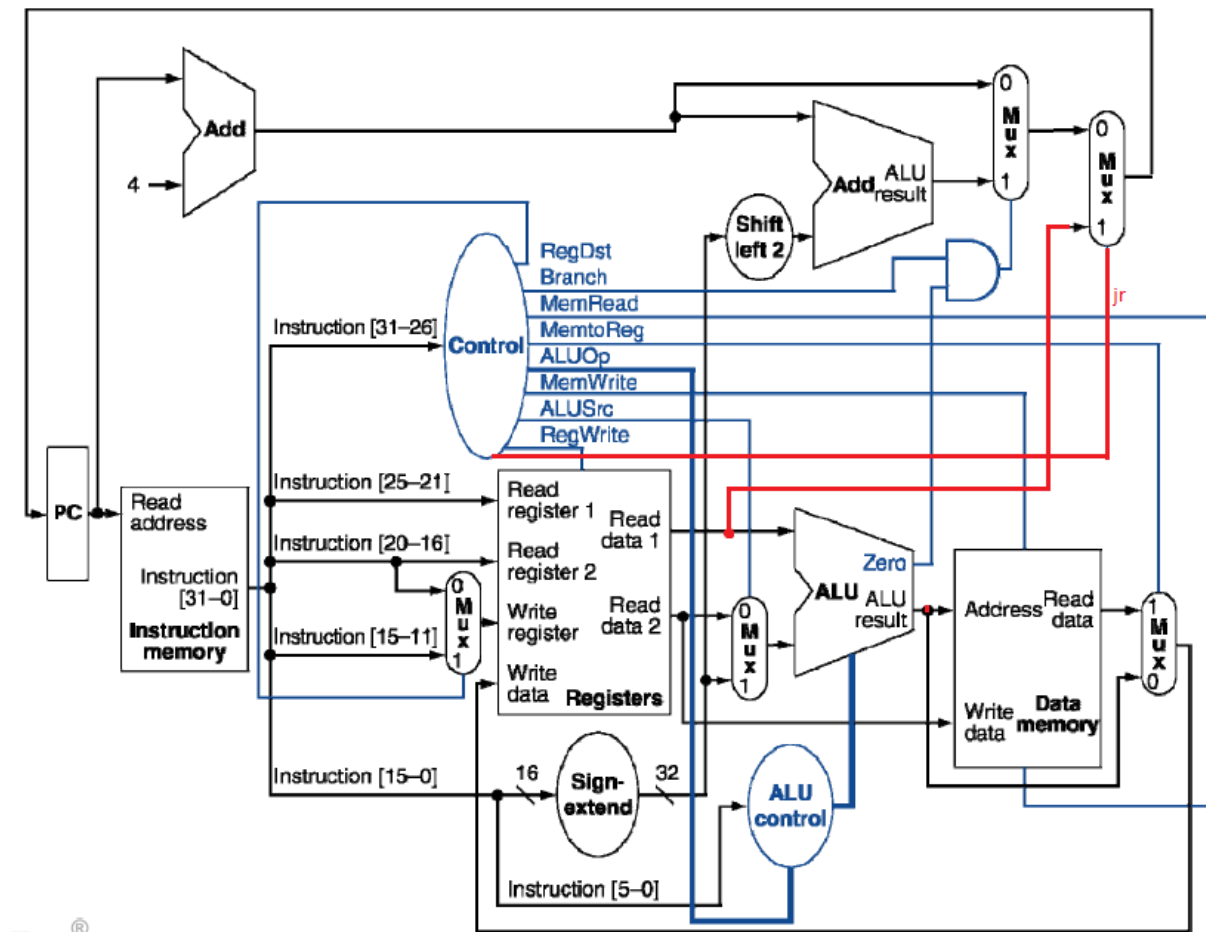 Add
4
0
Mux
1
0
Mux
1
Add
ALU
result
Shift
left 2
RegDst
Branch
MemRead
MemtoReg
ALUOp
MemWrite
ALUSrc
RegWrite
jr
Instruction [31–26]
Control
PC
Read
address
Instruction
[31–0]
Instruction
memory
Instruction [25–21]
Instruction [20–16]
Instruction [15–11]
0
Mux
1
Read
register 1
Read
register 2
Write
register
Write
data
Read
data 1
Read
data 2
Registers
0
Mux
1
Zero
ALU
ALU
result
Address
Read
data
Write
data
Data
memory
1
Mux
0
Instruction [15–0]
16
Sign-
extend
32
ALU
control
Instruction [5–0]
®